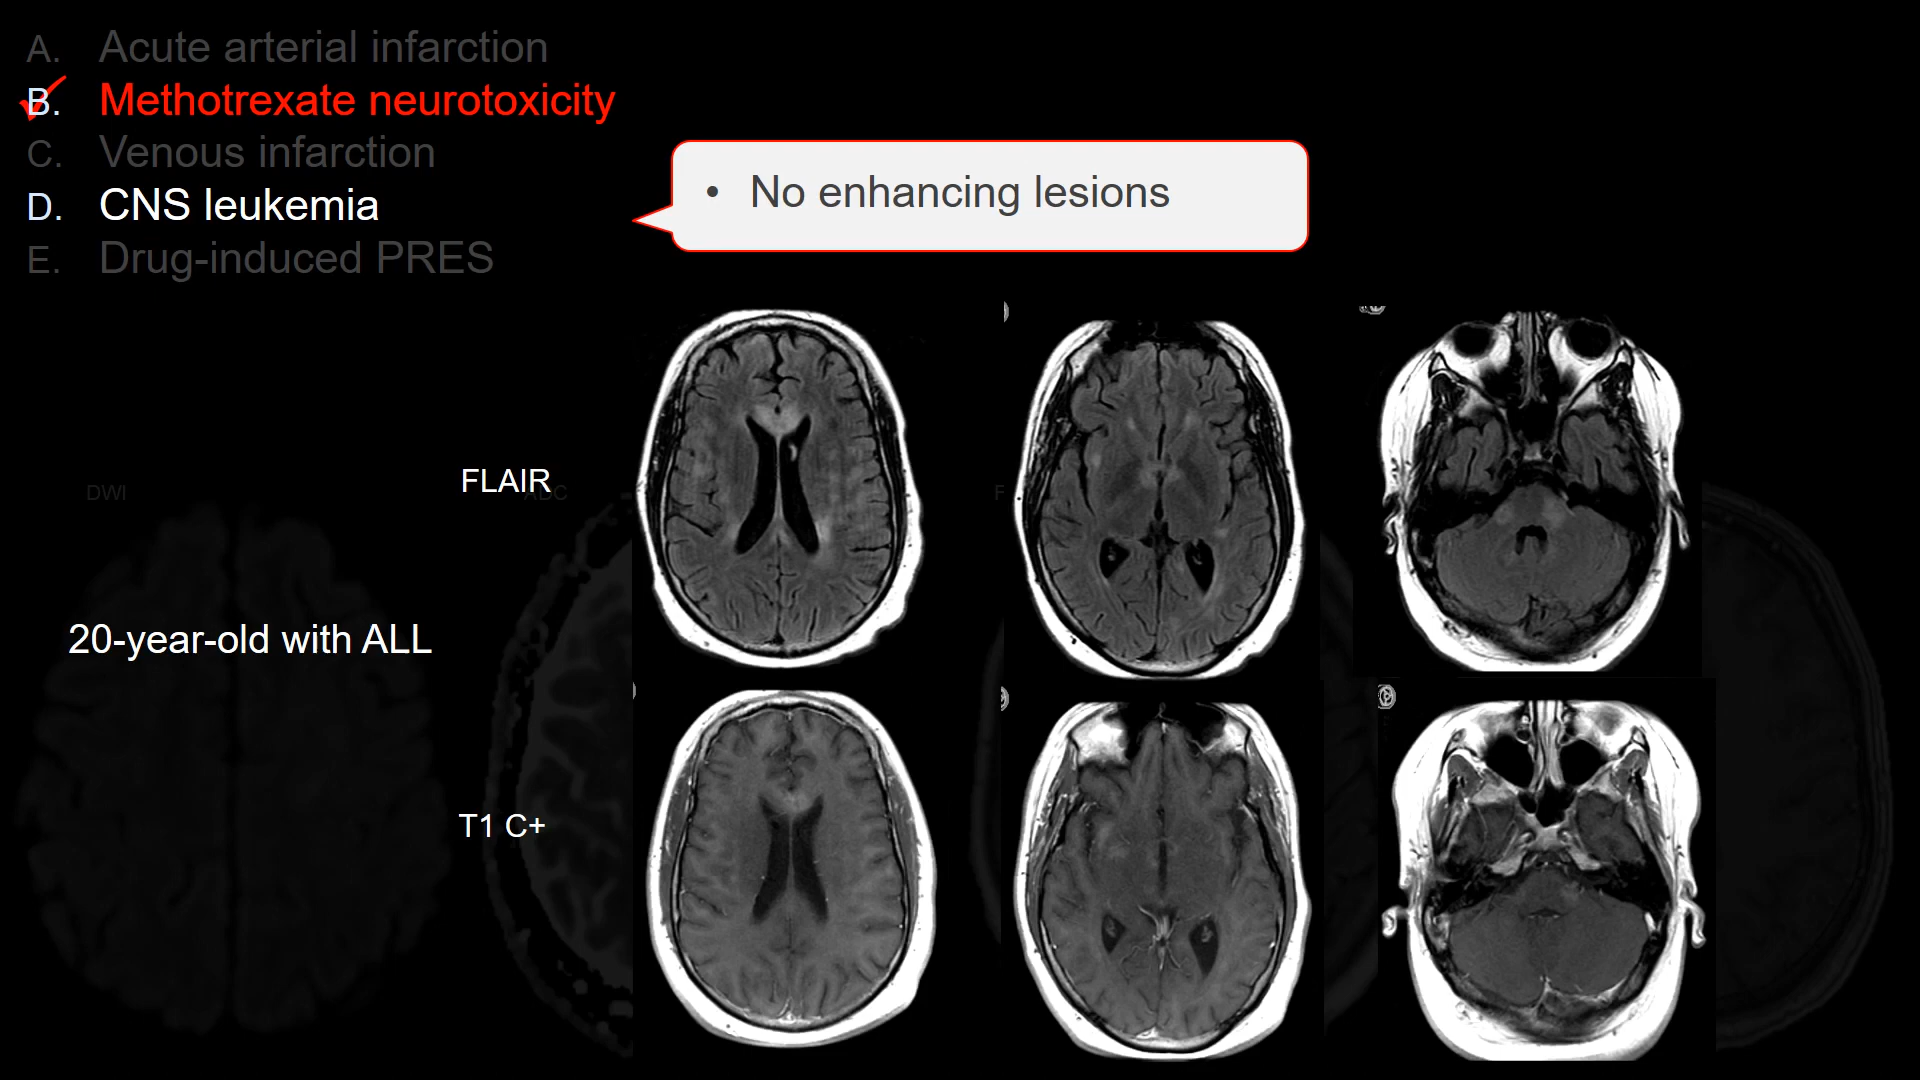 A. Acute arterial infarction
B. Methotrexate neurotoxicity
C. Venous infarction
• No enhancing lesions
D. CNS leukemia
E. Drug-induced PRES
FLAIR
DWI
ADC
F
20-year-old with ALL
T1 C+